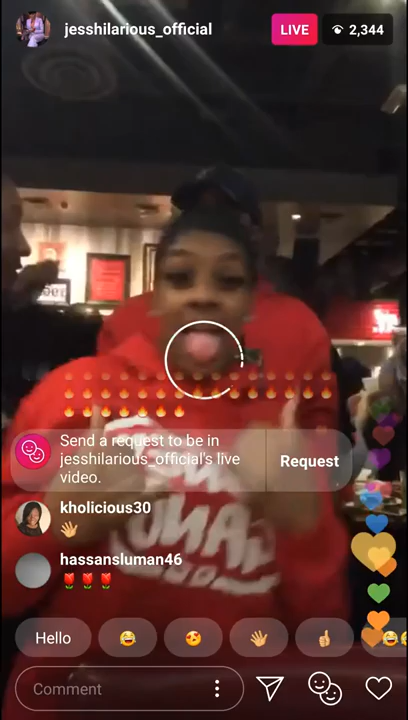 jesshilarious_official
LIVE
2,344
Send a request to be in
jesshilarious_official's live
video.
Request
kholicious30
👋🏼
hassansluman46
🌷🌷🌷
Hello
Comment